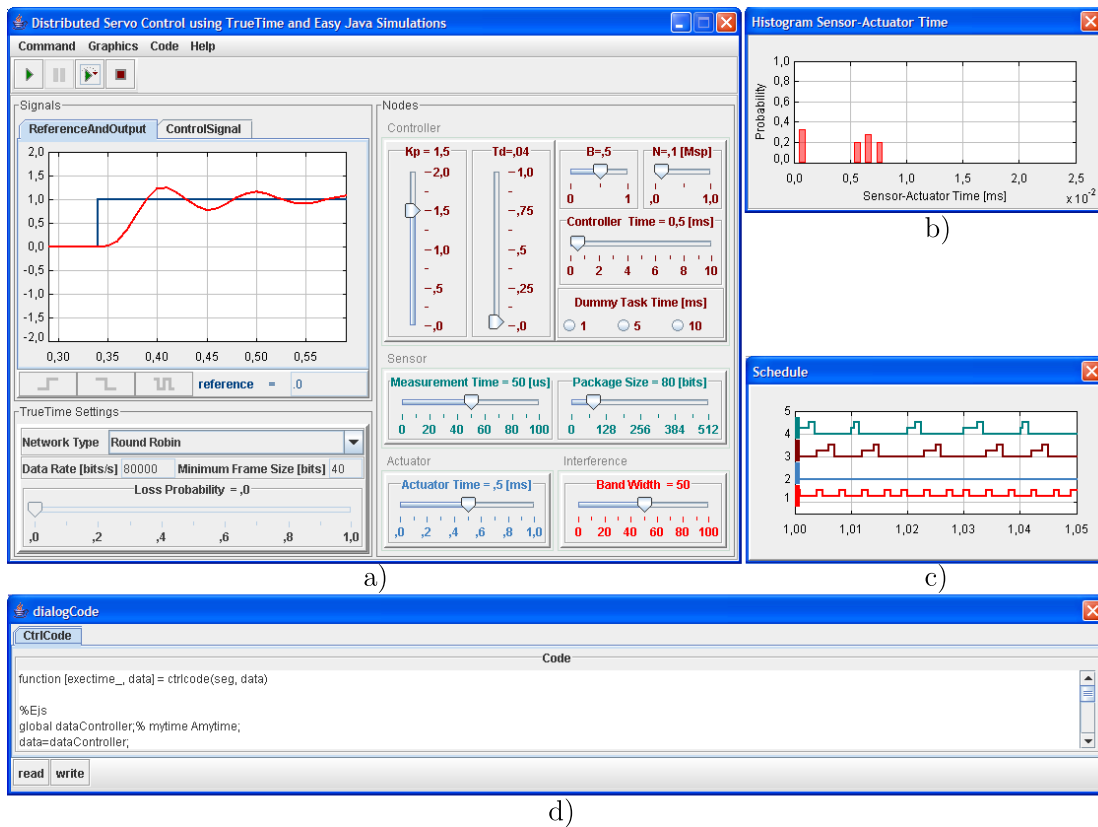 Distributed Servo Control using TrueTime and Easy Java Simulations
Command Graphics Code Help
Signals
ReferenceAndOutput ControlSignal
2,0
1,5
1,0
0,5
0,0
-0,5
-1,0
-1,5
-2,0
0,30 0,35 0,40 0,45 0,50 0,55
reference = .0
TrueTime Settings
Network Type Round Robin
Data Rate [bits/s] 80000 Minimum Frame Size [bits] 40
Loss Probability = ,0
,0 ,2 ,4 ,6 ,8 1,0
Nodes
Controller
Kp = 1,5
2,0
1,5
1,0
,5
,0
Td=,04
1,0
,75
,5
,25
,0
B=,5
0 1
N=,1 [Msp]
,0 1,0
Controller Time = 0,5 [ms]
0 2 4 6 8 10
Dummy Task Time [ms]
1 5 10
Sensor
Measurement Time = 50 [us]
0 20 40 60 80 100
Package Size = 80 [bits]
0 128 256 384 512
Actuator
Actuator Time = ,5 [ms]
,0 ,2 ,4 ,6 ,8 1,0
Interference
Band Width = 50
0 20 40 60 80 100
a)
Histogram Sensor-Actuator Time
Probability
1,0
0,8
0,6
0,4
0,2
0,0
0,0 0,5 1,0 1,5 2,0 2,5
Sensor-Actuator Time [ms] x10⁻²
b)
Schedule
5
4
3
2
1
1,00 1,01 1,02 1,03 1,04 1,05
c)
dialogCode
CtrlCode
Code
function [exectime_, data] = ctrlcode(seg, data)
%Ejs
global dataController;% mytime Amytime;
data=dataController;
read write
d)